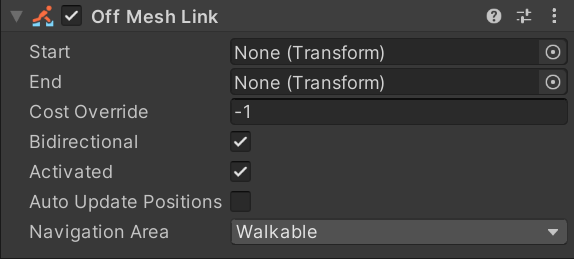 Off Mesh Link
Start None (Transform)
End None (Transform)
Cost Override -1
Bidirectional
Activated
Auto Update Positions
Navigation Area Walkable